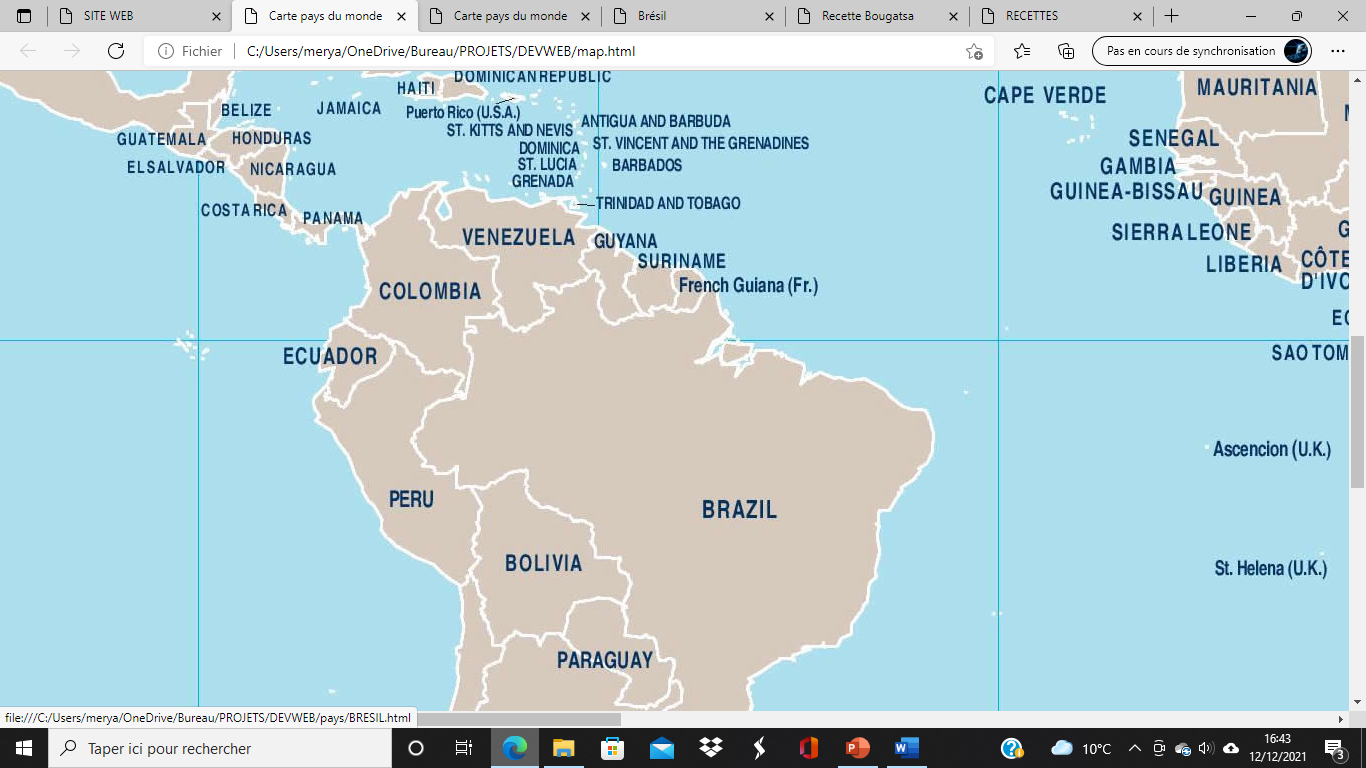 SITE WEB
Carte pays du monde
Carte pays du monde
Brésil
Recette Bougatsa
RECETTES
Fichier
C:/Users/merya/OneDrive/Bureau/PROJETS/DEVWEB/map.html
Pas en cours de synchronisation
DOMINICAN REPUBLIC
HAITI
MAURITANIA
CAPE VERDE
BELIZE
JAMAICA
Puerto Rico (U.S.A.)
ANTIGUA AND BARBUDA
ST. KITTS AND NEVIS
GUATEMALA
HONDURAS
DOMINICA
ST. VINCENT AND THE GRENADINES
SENEGAL
EL SALVADOR
NICARAGUA
ST. LUCIA
BARBADOS
GAMBIA
GRENADA
GUINEA-BISSAU
GUINEA
COSTA RICA
PANAMA
TRINIDAD AND TOBAGO
VENEZUELA
GUYANA
SIERRA LEONE
G
SURINAME
LIBERIA
CÔTE
D'IVO
COLOMBIA
French Guiana (Fr.)
EC
ECUADOR
SAO TOM
Ascencion (U.K.)
PERU
BRAZIL
BOLIVIA
St. Helena (U.K.)
PARAGUAY
file:///C:/Users/merya/OneDrive/Bureau/PROJETS/DEVWEB/pays/BRESIL.html
Taper ici pour rechercher
10°C
16:43
12/12/2021
3